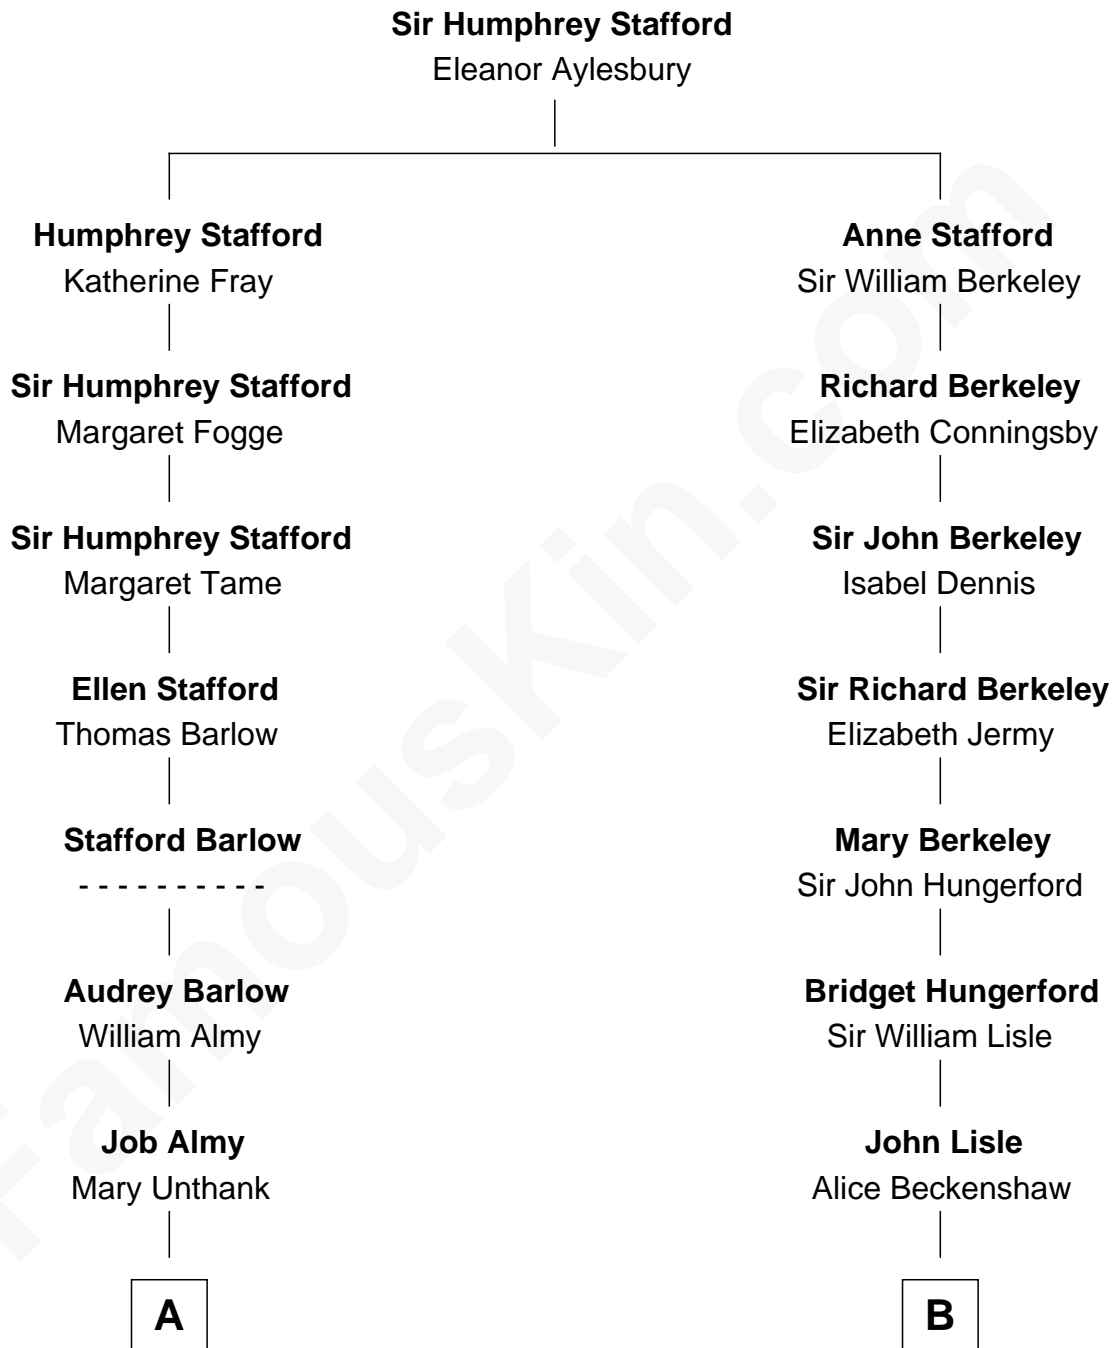 Sir Humphrey Stafford
Eleanor Aylesbury
Humphrey Stafford
Katherine Fray
Anne Stafford
Sir William Berkeley
Sir Humphrey Stafford
Margaret Fogge
Richard Berkeley
Elizabeth Conningsby
Sir Humphrey Stafford
Margaret Tame
Sir John Berkeley
Isabel Dennis
Ellen Stafford
Thomas Barlow
Sir Richard Berkeley
Elizabeth Jermy
Stafford Barlow
- - - - - - - - - -
Mary Berkeley
Sir John Hungerford
Audrey Barlow
William Almy
Bridget Hungerford
Sir William Lisle
Job Almy
Mary Unthank
John Lisle
Alice Beckenshaw
A
B
FamousKin.com